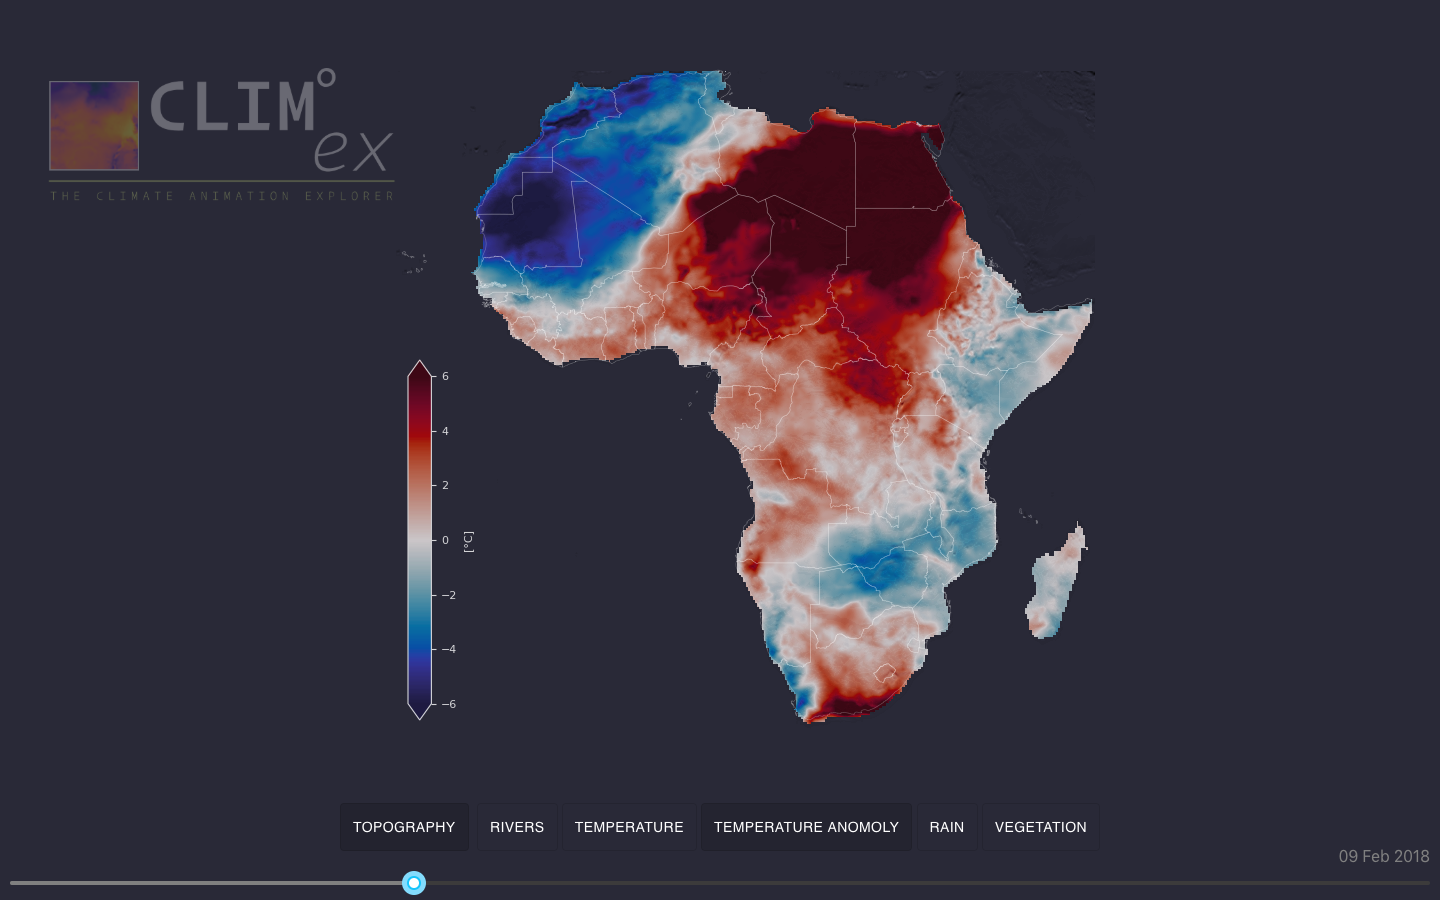 CLIM°
ex
THE CLIMATE ANIMATION EXPLORER
6
4
2
0
−2
−4
−6
[°C]
TOPOGRAPHY
RIVERS
TEMPERATURE
TEMPERATURE ANOMOLY
RAIN
VEGETATION
09 Feb 2018